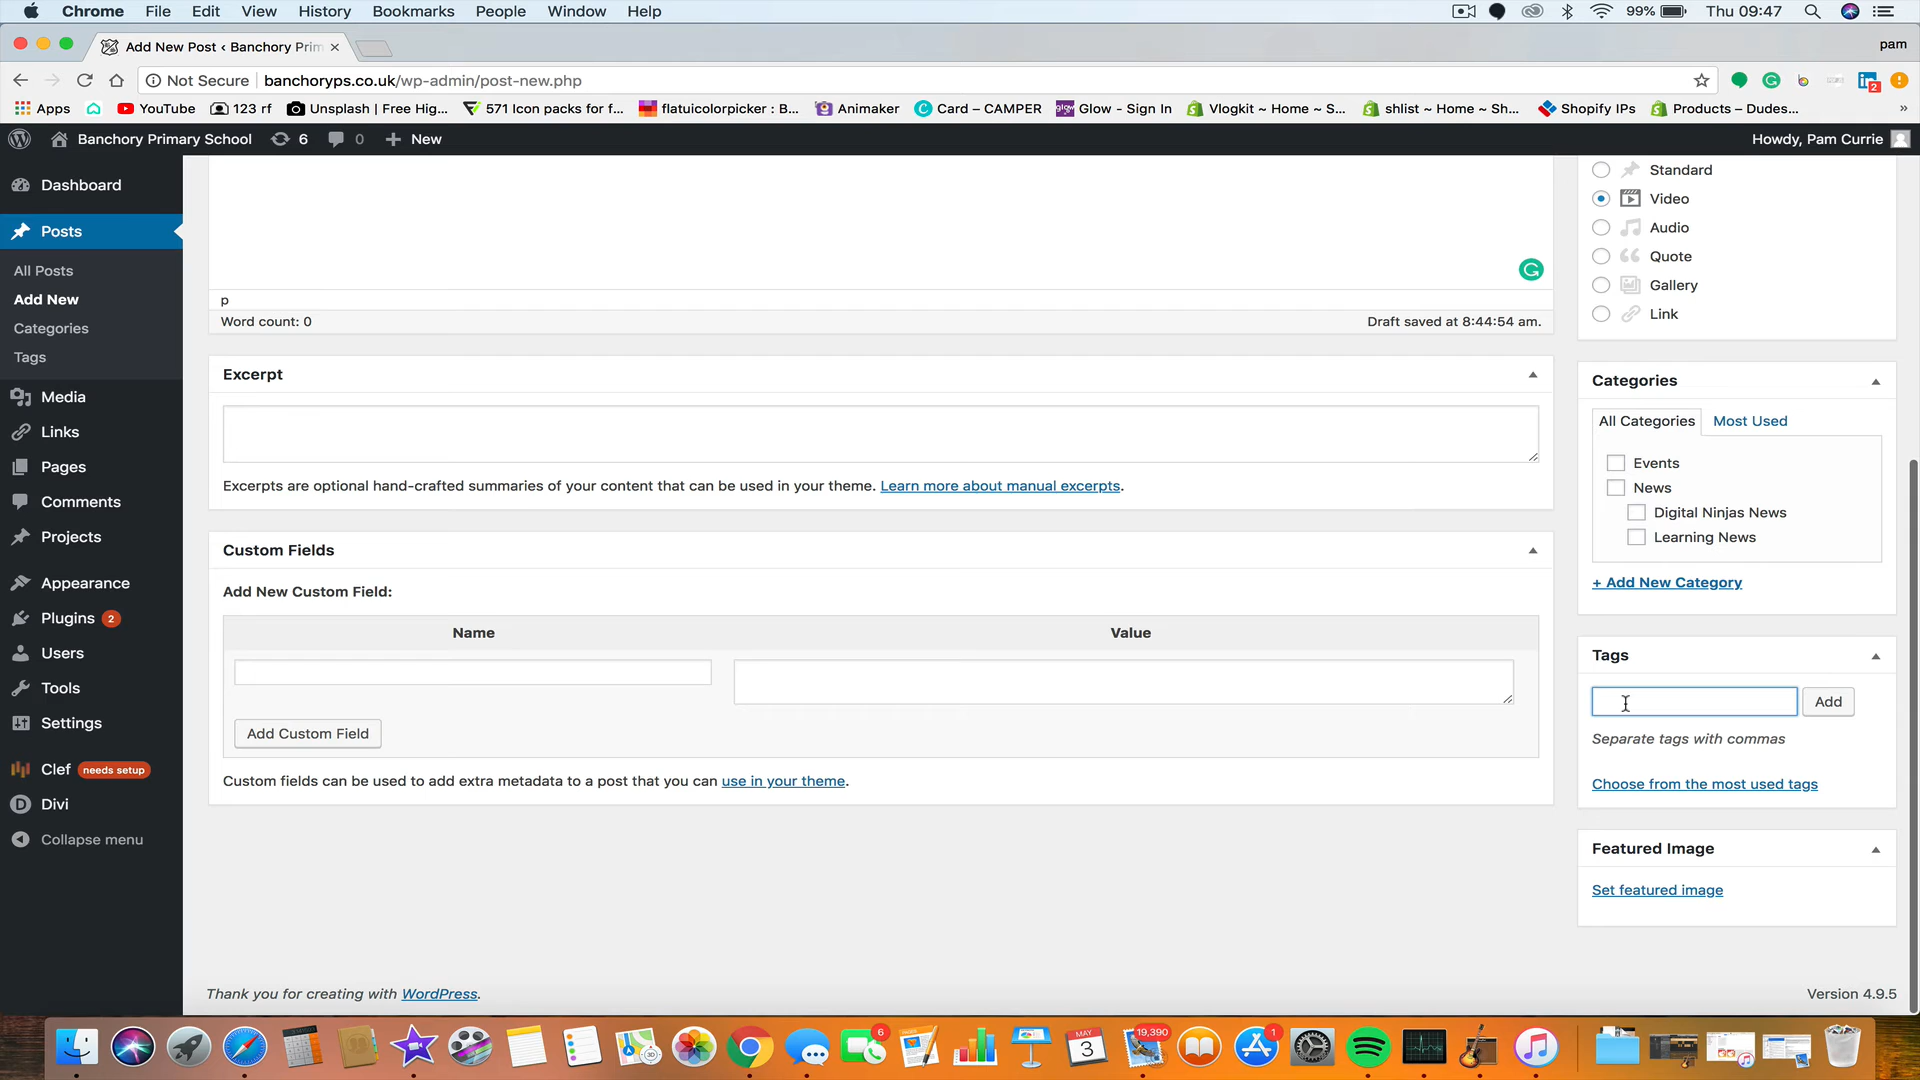 Chrome File Edit View History Bookmarks People Window Help 99% Thu 09:47
Add New Post ‹ Banchory Prim pam
Not Secure banchoryps.co.uk/wp-admin/post-new.php 2
Apps YouTube 123 rf Unsplash | Free Hig... 571 Icon packs for f... flatuicolorpicker : B... Animaker Card – CAMPER Glow - Sign In Vlogkit ~ Home ~ S... shlist ~ Home ~ Sh... Shopify IPs Products – Dudes... »
Banchory Primary School 6 0 + New Howdy, Pam Currie
Dashboard
Posts
All Posts
Add New
Categories
Tags
Media
Links
Pages
Comments
Projects
Appearance
Plugins 2
Users
Tools
Settings
Clef needs setup
Divi
Collapse menu
p
Word count: 0 Draft saved at 8:44:54 am.
Excerpt
Excerpts are optional hand-crafted summaries of your content that can be used in your theme. Learn more about manual excerpts.
Custom Fields
Add New Custom Field:
Name Value
Add Custom Field
Custom fields can be used to add extra metadata to a post that you can use in your theme.
Standard
Video
Audio
Quote
Gallery
Link
Categories
All Categories Most Used
Events
News
Digital Ninjas News
Learning News
+ Add New Category
Tags
Add
Separate tags with commas
Choose from the most used tags
Featured Image
Set featured image
Thank you for creating with WordPress. Version 4.9.5
6 MAY 3 19,390 1